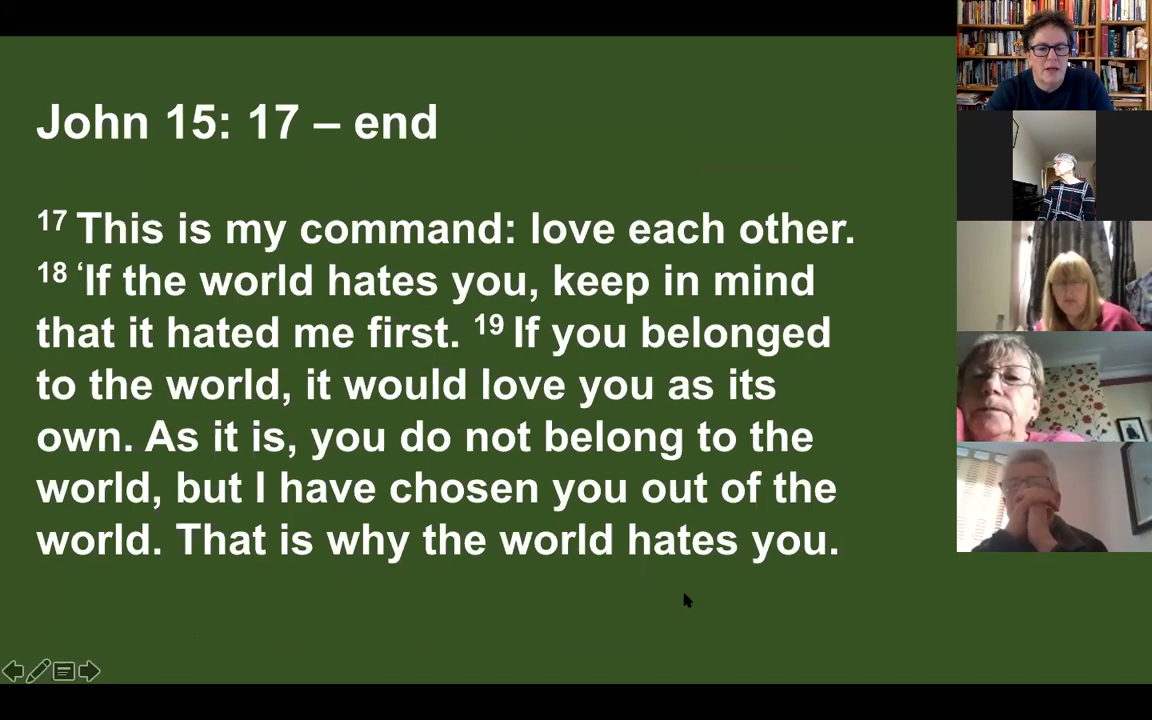 John 15: 17 – end
17 This is my command: love each other.
18 ‘If the world hates you, keep in mind
that it hated me first. 19 If you belonged
to the world, it would love you as its
own. As it is, you do not belong to the
world, but I have chosen you out of the
world. That is why the world hates you.